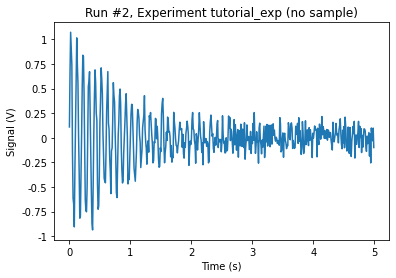 Run #2, Experiment tutorial_exp (no sample)
Signal (V)
1
0.75
0.5
0.25
0
-0.25
-0.5
-0.75
-1
0 1 2 3 4 5
Time (s)